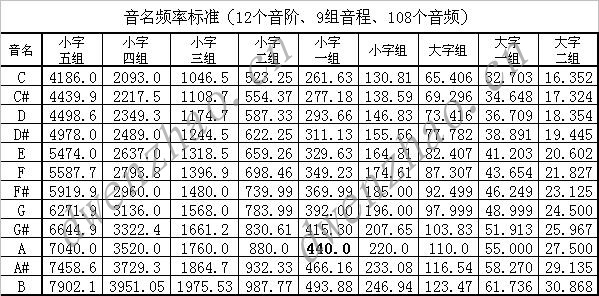 音名频率标准（12个音阶、9组音程、108个音频）
音名 小字五组 小字四组 小字三组 小字二组 小字一组 小字组 大字组 大字一组 大字二组
C 4186.0 2093.0 1046.5 523.25 261.63 130.81 65.406 32.703 16.352
C# 4439.9 2217.5 1108.7 554.37 277.18 138.59 69.296 34.648 17.324
D 4498.6 2349.3 1174.7 587.33 293.66 146.83 73.416 36.709 18.354
D# 4978.0 2489.0 1244.5 622.25 311.13 155.56 77.782 38.891 19.445
E 5474.0 2637.0 1318.5 659.26 329.63 164.81 82.407 41.203 20.602
F 5587.7 2793.8 1396.9 698.46 349.23 174.61 87.307 43.654 21.827
F# 5919.9 2960.0 1480.0 739.99 369.99 185.00 92.499 46.249 23.125
G 6271.9 3136.0 1568.0 783.99 392.00 196.00 97.999 48.999 24.500
G# 6644.9 3322.4 1661.2 830.61 415.30 207.65 103.83 51.913 25.967
A 7040.0 3520.0 1760.0 880.0 440.0 220.0 110.0 55.000 27.500
A# 7458.6 3729.3 1864.7 932.33 466.16 233.08 116.54 58.270 29.135
B 7902.1 3951.05 1975.53 987.77 493.88 246.94 123.47 61.736 30.868
dwenzhao.cn
dwenzhao.cn